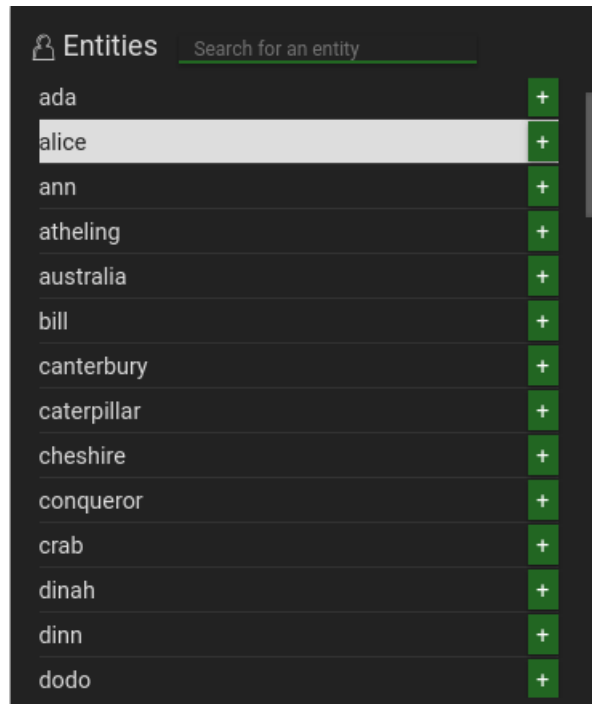 Entities Search for an entity
ada +
alice +
ann +
atheling +
australia +
bill +
canterbury +
caterpillar +
cheshire +
conqueror +
crab +
dinah +
dinn +
dodo +